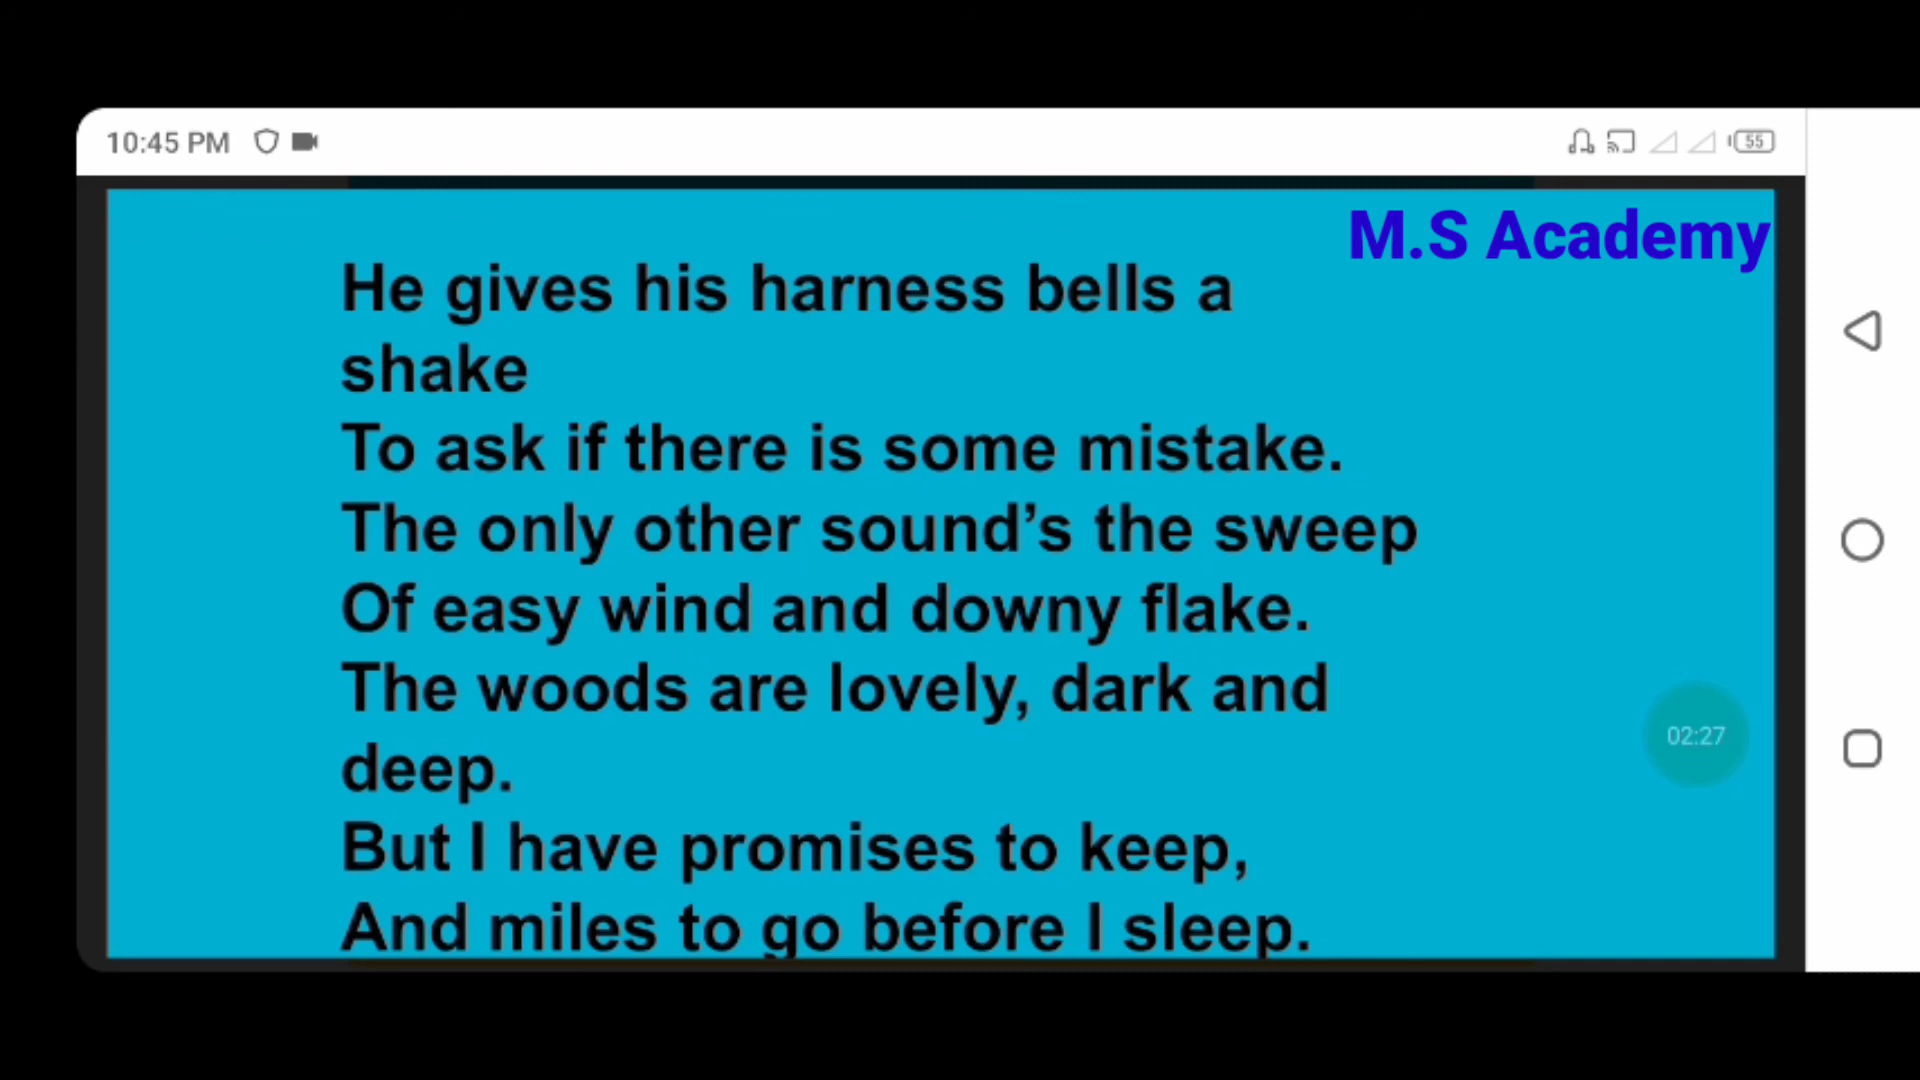 10:45 PM
55
M.S Academy
He gives his harness bells a
shake
To ask if there is some mistake.
The only other sound’s the sweep
Of easy wind and downy flake.
The woods are lovely, dark and
deep.
But I have promises to keep,
And miles to go before I sleep.
02:27